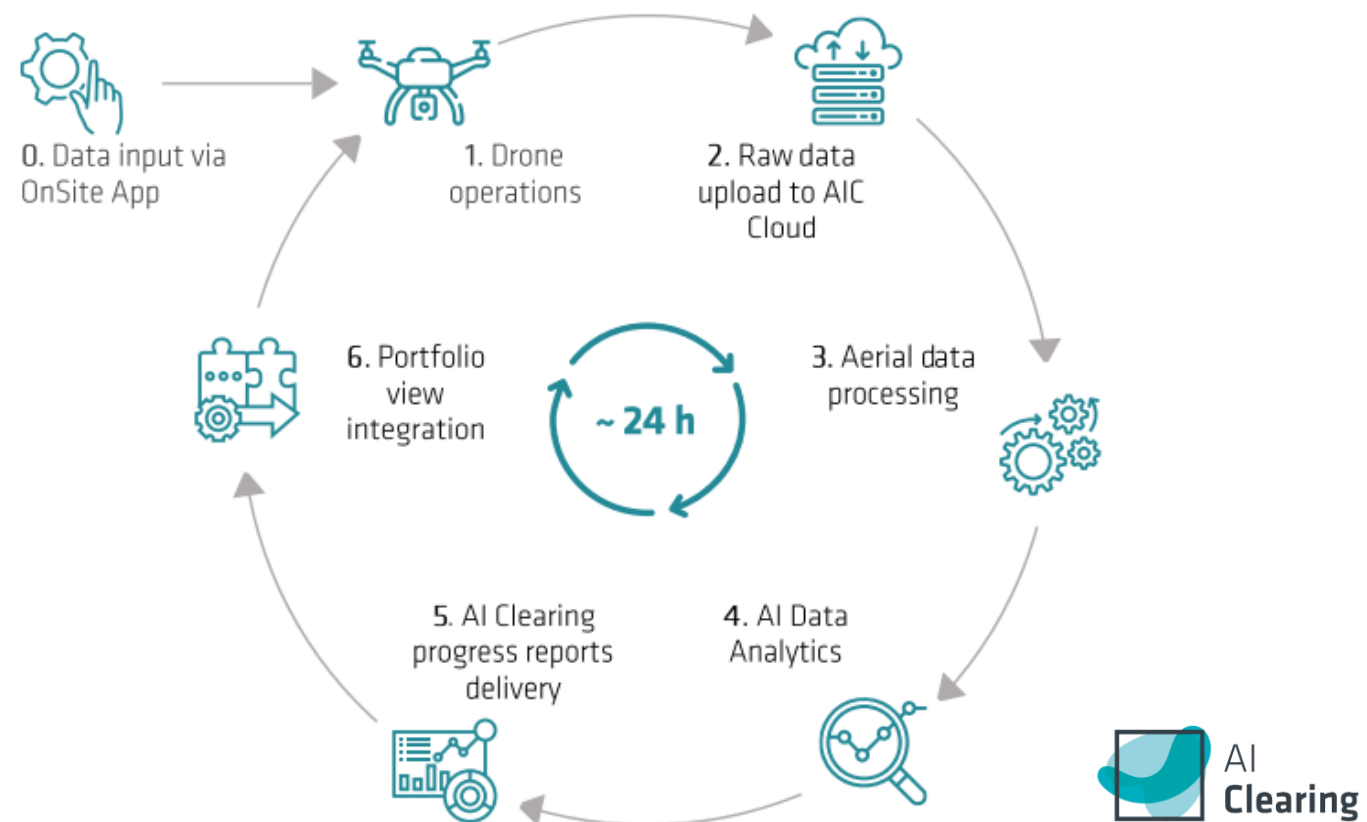 0. Data input via
OnSite App
1. Drone
operations
2. Raw data
upload to AIC
Cloud
3. Aerial data
processing
~ 24 h
6. Portfolio
view
integration
5. AI Clearing
progress reports
delivery
4. AI Data
Analytics
AI
Clearing